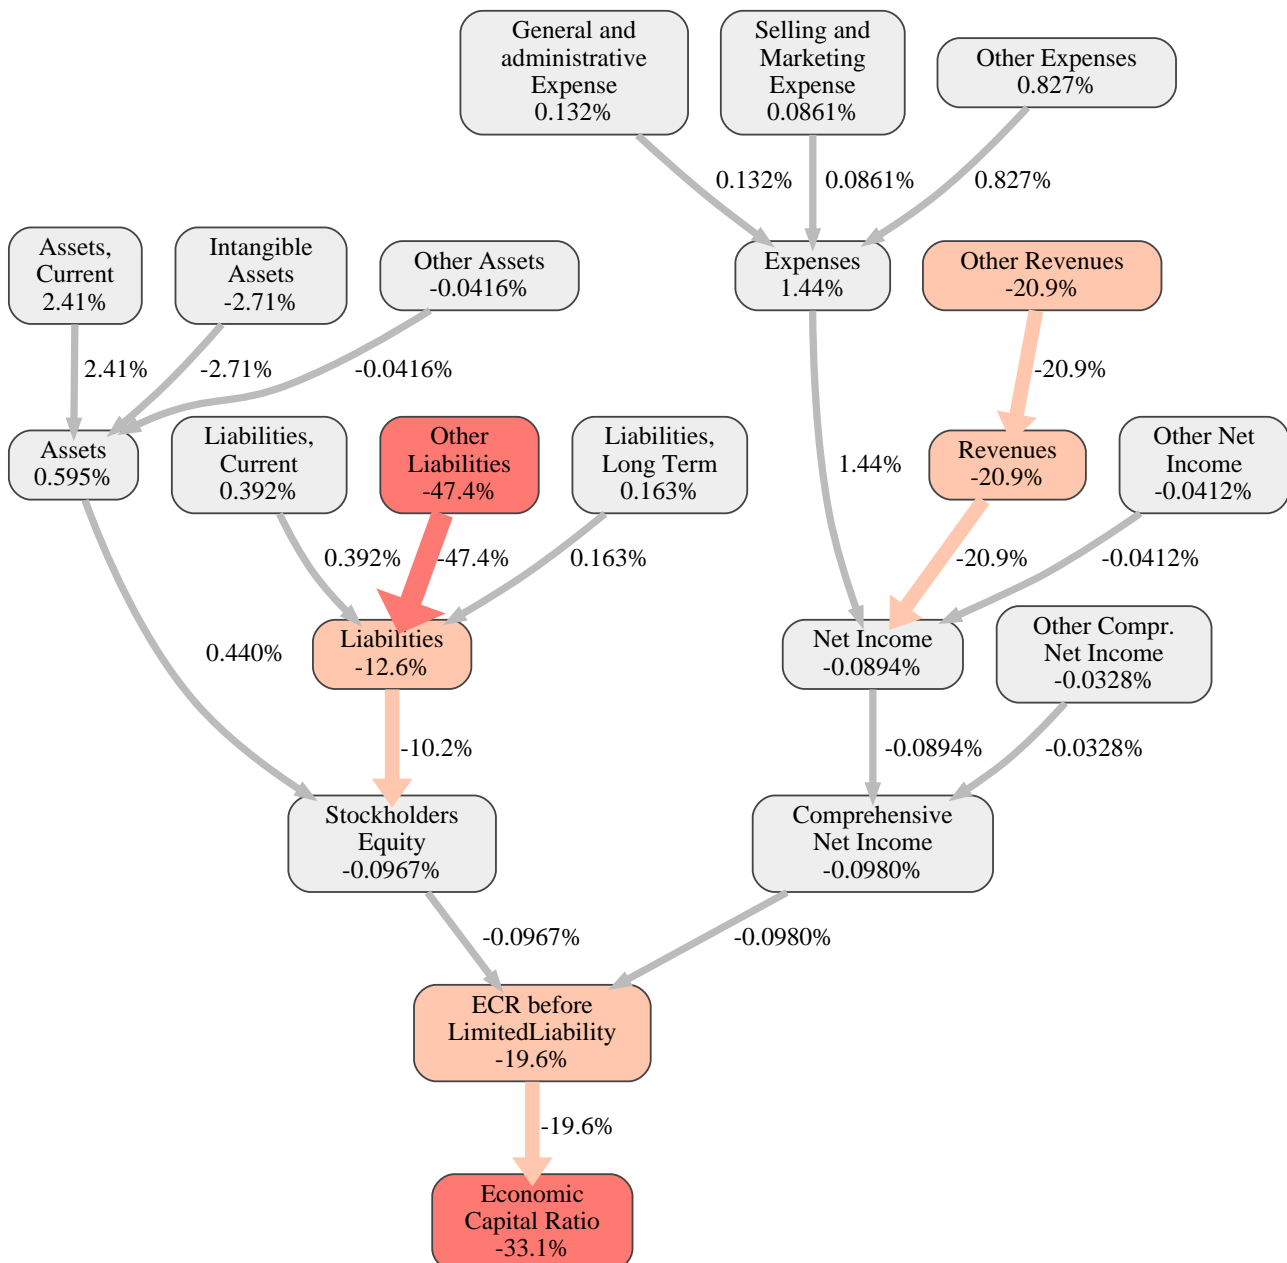 General and
administrative
Expense
0.132%
Selling and
Marketing
Expense
0.0861%
Other Expenses
0.827%
0.132%
0.0861%
0.827%
Assets,
Current
2.41%
Intangible
Assets
-2.71%
Other Assets
-0.0416%
Expenses
1.44%
Other Revenues
-20.9%
2.41%
-2.71%
-0.0416%
-20.9%
Assets
0.595%
Liabilities,
Current
0.392%
Other
Liabilities
-47.4%
Liabilities,
Long Term
0.163%
1.44%
Revenues
-20.9%
Other Net
Income
-0.0412%
0.392%
-47.4%
0.163%
-20.9%
-0.0412%
0.440%
Liabilities
-12.6%
Net Income
-0.0894%
Other Compr.
Net Income
-0.0328%
-10.2%
-0.0894%
-0.0328%
Stockholders
Equity
-0.0967%
Comprehensive
Net Income
-0.0980%
-0.0967%
-0.0980%
ECR before
LimitedLiability
-19.6%
-19.6%
Economic
Capital Ratio
-33.1%